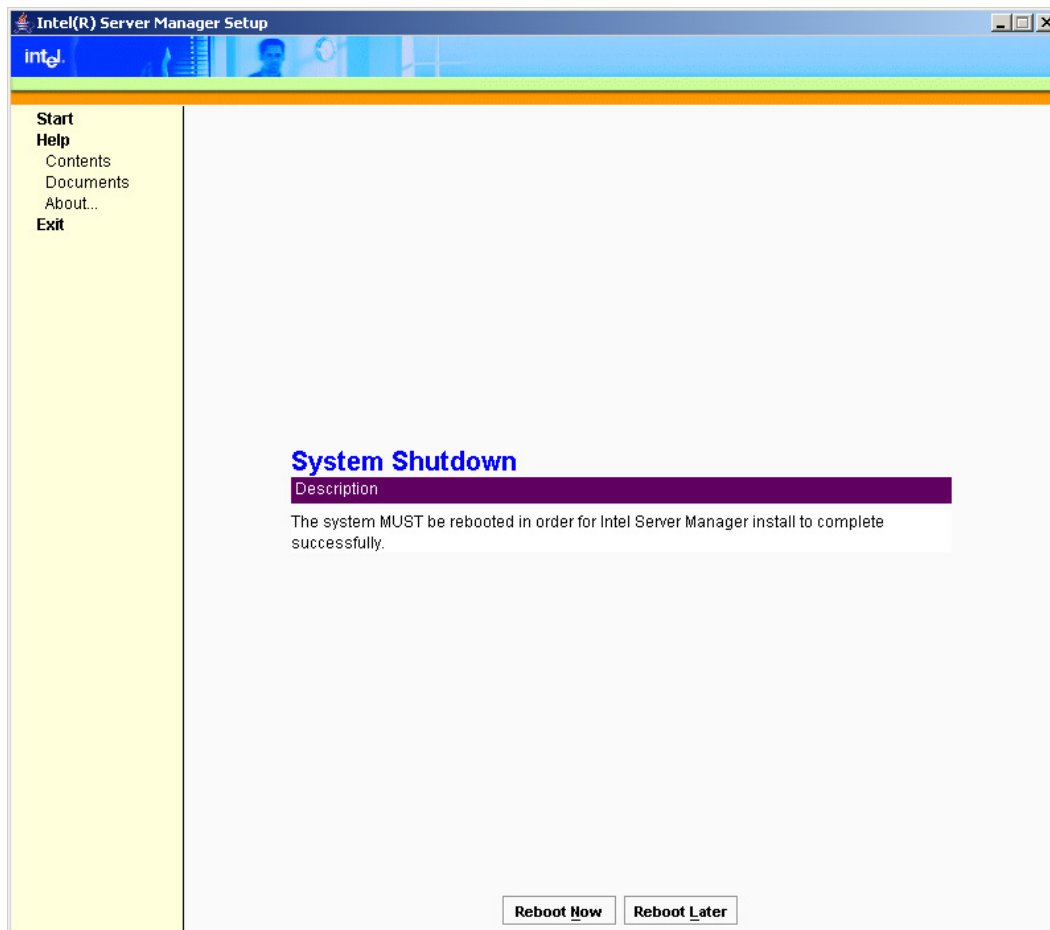 Intel(R) Server Manager Setup
intel.
Start
Help
Contents
Documents
About...
Exit
System Shutdown
Description
The system MUST be rebooted in order for Intel Server Manager install to complete
successfully.
Reboot Now
Reboot Later